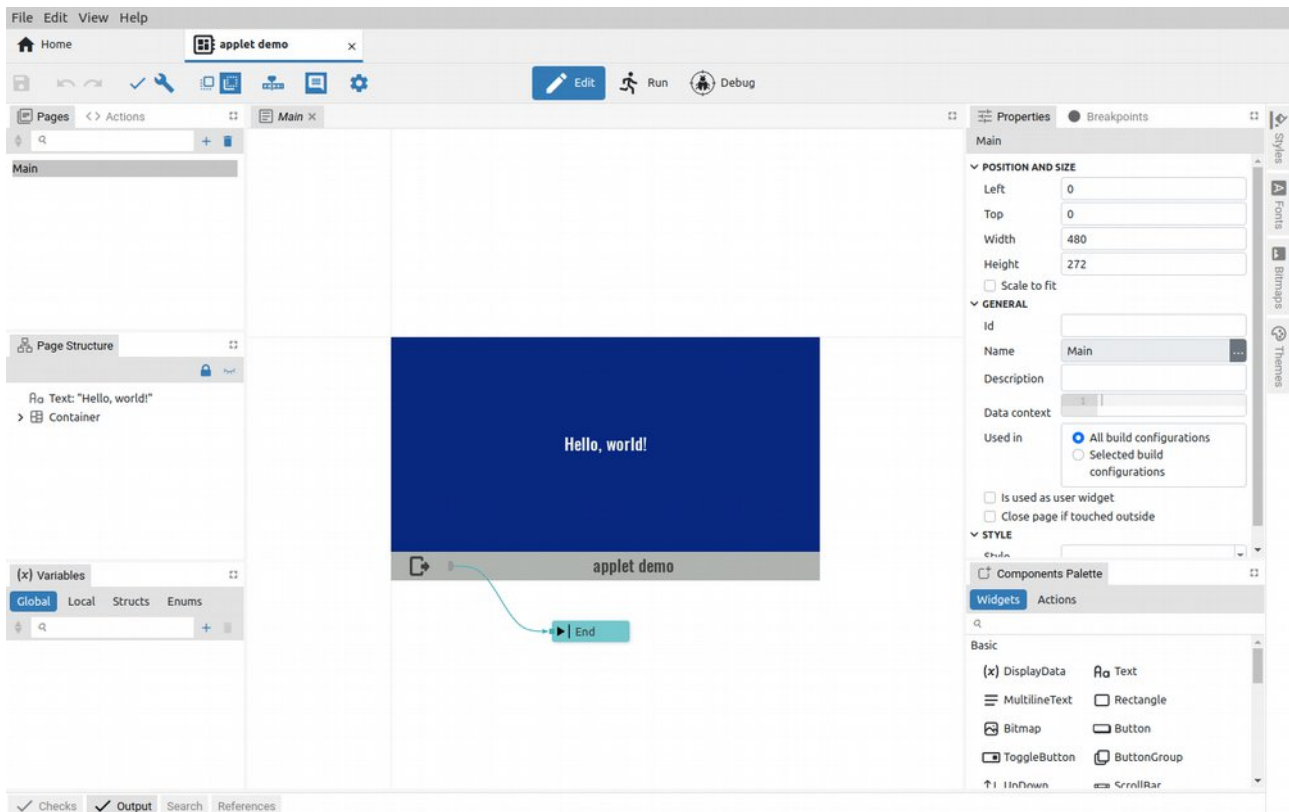 File Edit View Help
Home
applet demo
Edit
Run
Debug
Pages
Actions
Main
Properties
Breakpoints
Main
Main
POSITION AND SIZE
Left 0
Top 0
Width 480
Height 272
Scale to fit
GENERAL
Id
Name Main
Description
Data context 1
Used in
All build configurations
Selected build
configurations
Is used as user widget
Close page if touched outside
STYLE
Style
Styles
Fonts
Bitmaps
Themes
Page Structure
Text: "Hello, world!"
Container
Hello, world!
applet demo
End
(x) Variables
Global Local Structs Enums
Components Palette
Widgets Actions
Basic
(x) DisplayData
Text
MultilineText
Rectangle
Bitmap
Button
ToggleButton
ButtonGroup
UpDown
ScrollBar
Checks Output Search References